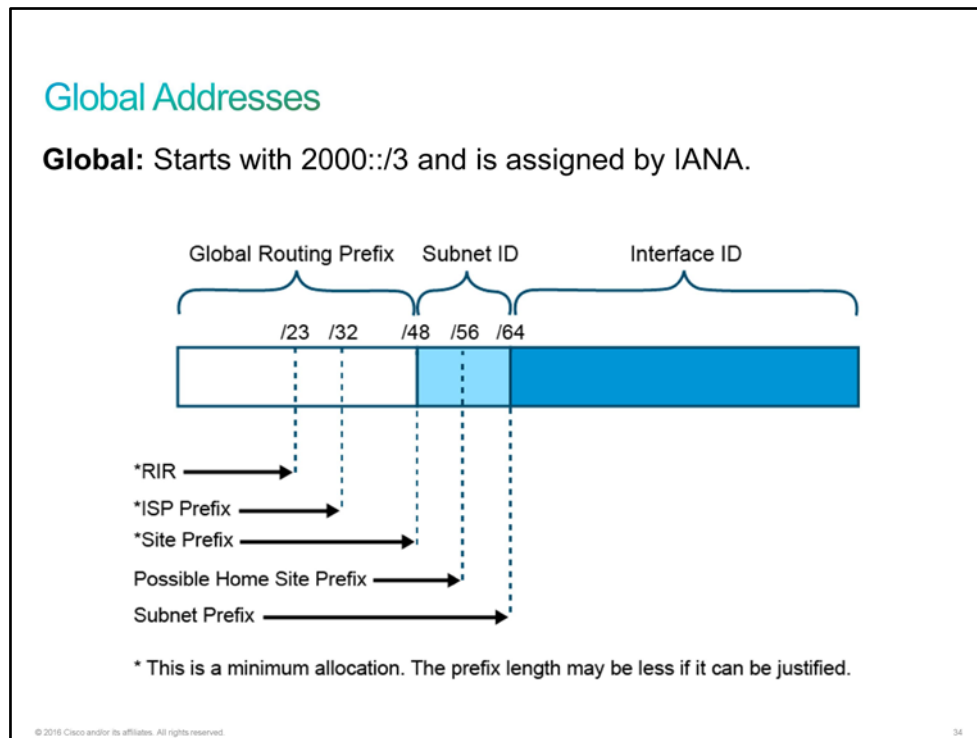 Global Addresses
Global: Starts with 2000::/3 and is assigned by IANA.
Global Routing Prefix Subnet ID Interface ID
/23 /32 /48 /56 /64
*RIR
*ISP Prefix
*Site Prefix
Possible Home Site Prefix
Subnet Prefix
* This is a minimum allocation. The prefix length may be less if it can be justified.
© 2016 Cisco and/or its affiliates. All rights reserved. 34